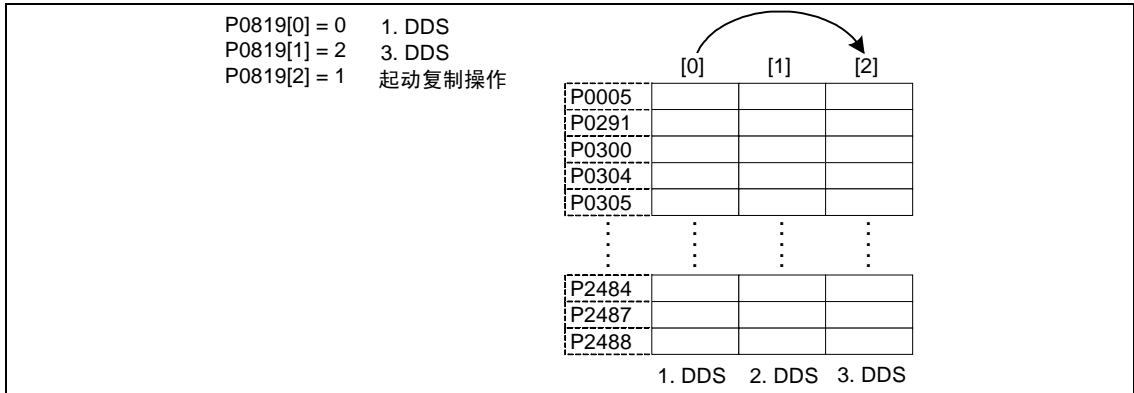 P0819[0] = 0 1. DDS
P0819[1] = 2 3. DDS
P0819[2] = 1 起动复制操作
[0] [1] [2]
P0005
P0291
P0300
P0304
P0305
P2484
P2487
P2488
1. DDS 2. DDS 3. DDS